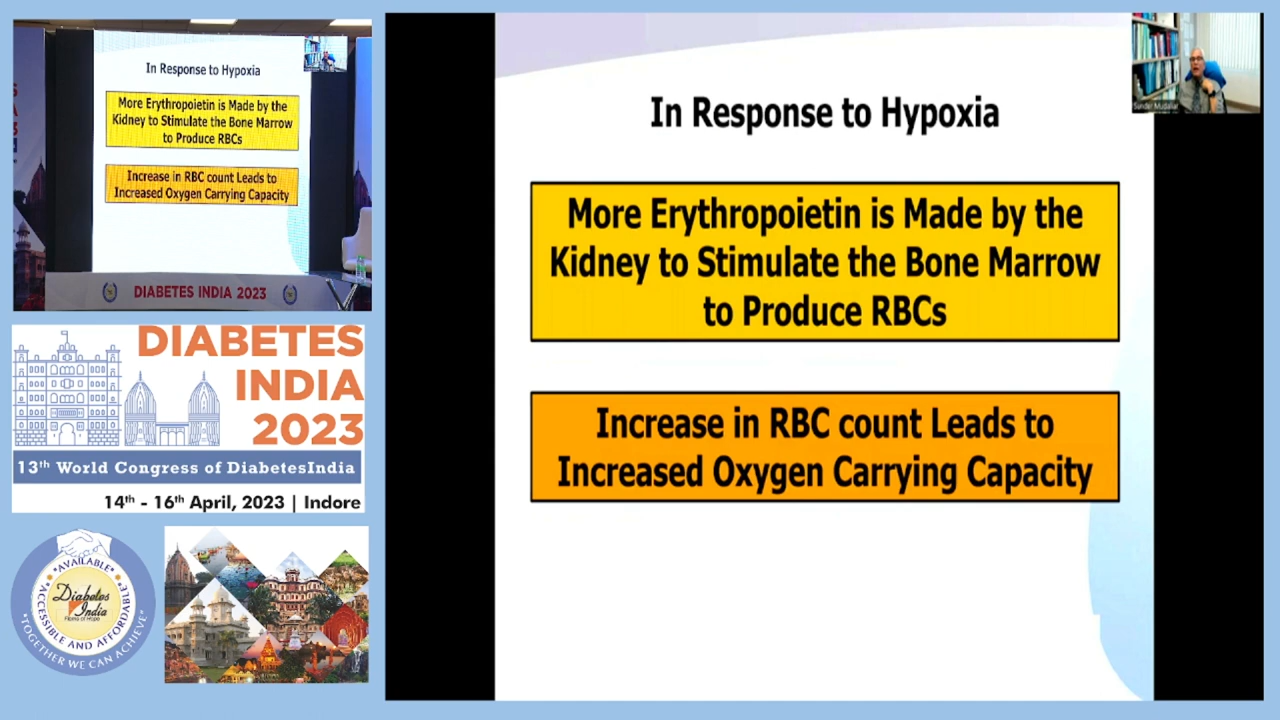 In Response to Hypoxia
More Erythropoietin is Made by the
Kidney to Stimulate the Bone Marrow
to Produce RBCs
Increase in RBC count Leads to
Increased Oxygen Carrying Capacity
DIABETES INDIA 2023
DIABETES
INDIA
2023
13th World Congress of DiabetesIndia
14th - 16th April, 2023 | Indore
*AVAILABLE*
ACCESSIBLE AND AFFORDABLE
Diabetes
India
"TOGETHER WE CAN ACHIEVE"
In Response to Hypoxia
More Erythropoietin is Made by the
Kidney to Stimulate the Bone Marrow
to Produce RBCs
Increase in RBC count Leads to
Increased Oxygen Carrying Capacity
Sunder Mudaliar